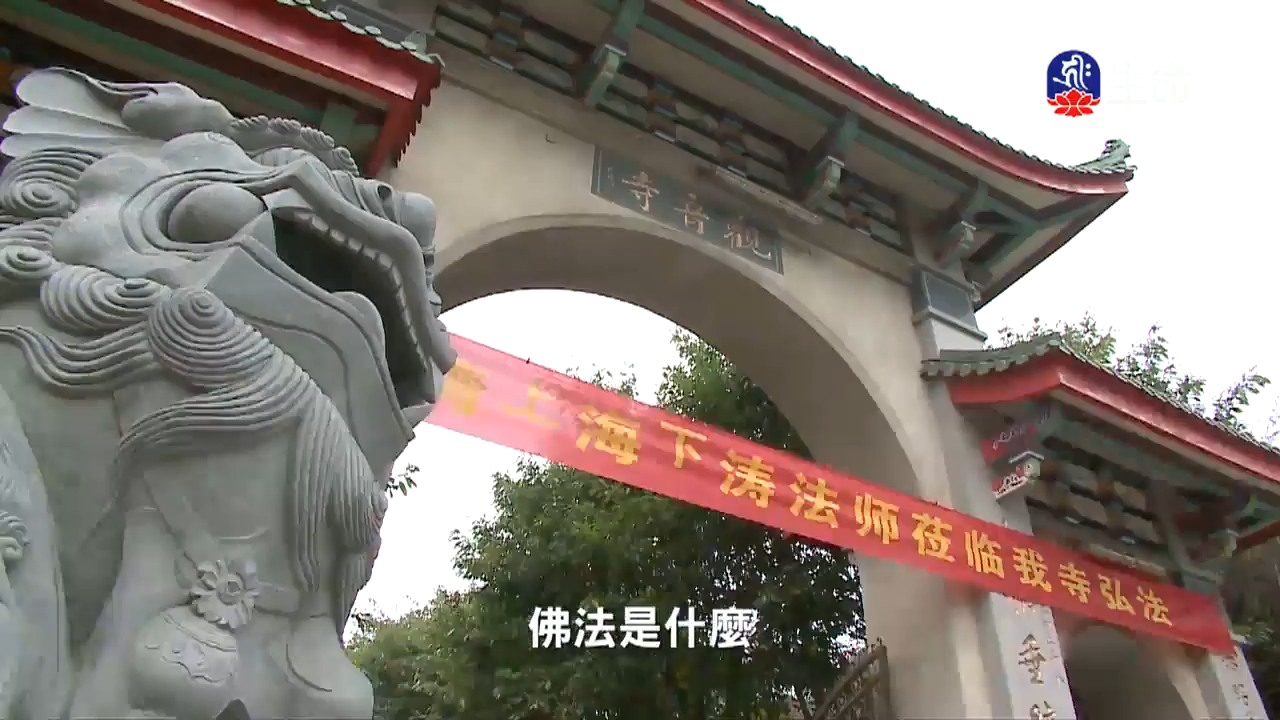 觀音寺
上海下涛法师莅临我寺弘法
垂
佛法是什麼